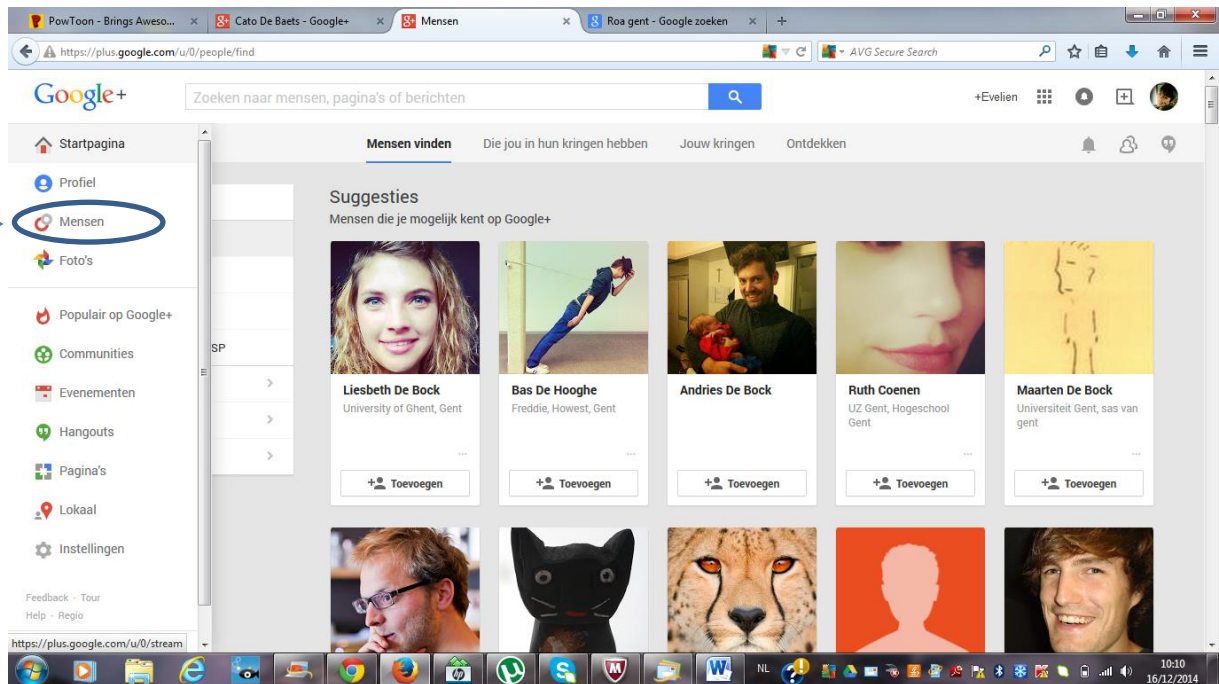 PowToon - Brings Aweso...
Cato De Baets - Google+
Mensen
Roa gent - Google zoeken
https://plus.google.com/u/0/people/find
AVG Secure Search
Google+
Zoeken naar mensen, pagina's of berichten
+Evelien
Startpagina
Mensen vinden
Die jou in hun kringen hebben
Jouw kringen
Ontdekken
Profiel
Mensen
Foto's
Populair op Google+
Communities
Evenementen
Hangouts
Pagina's
Lokaal
Instellingen
Feedback - Tour
Help - Regio
https://plus.google.com/u/0/stream
SP
Suggesties
Mensen die je mogelijk kent op Google+
Liesbeth De Bock
University of Ghent, Gent
...
Toevoegen
Bas De Hooghe
Freddie, Howest, Gent
...
Toevoegen
Andries De Bock
Toevoegen
Ruth Coenen
UZ Gent, Hogeschool
Gent
...
Toevoegen
Maarten De Bock
Universiteit Gent, sas van
gent
...
Toevoegen
NL
10:10
16/12/2014